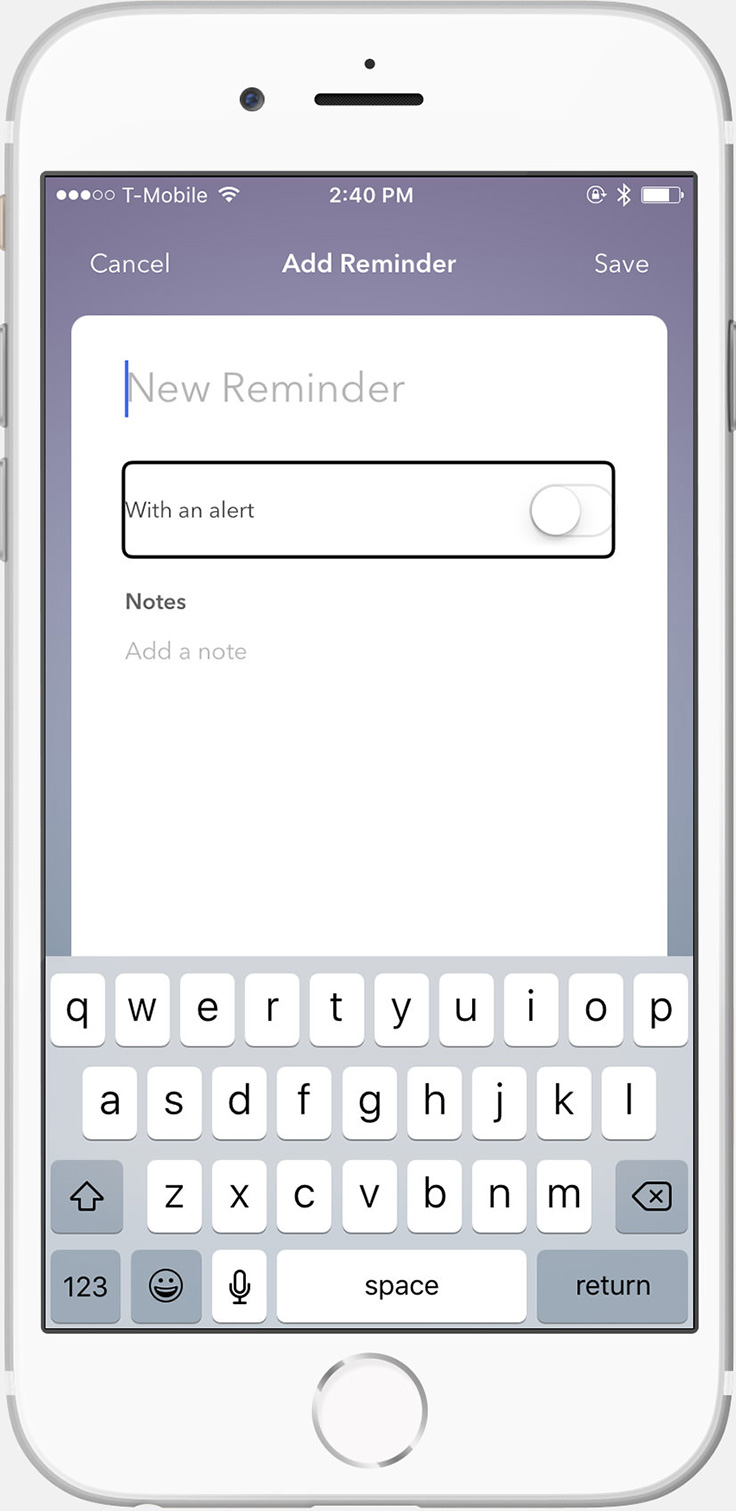 T-Mobile 2:40 PM
Cancel Add Reminder Save
New Reminder
With an alert
Notes
Add a note
q w e r t y u i o p
a s d f g h j k l
z x c v b n m
123 space return